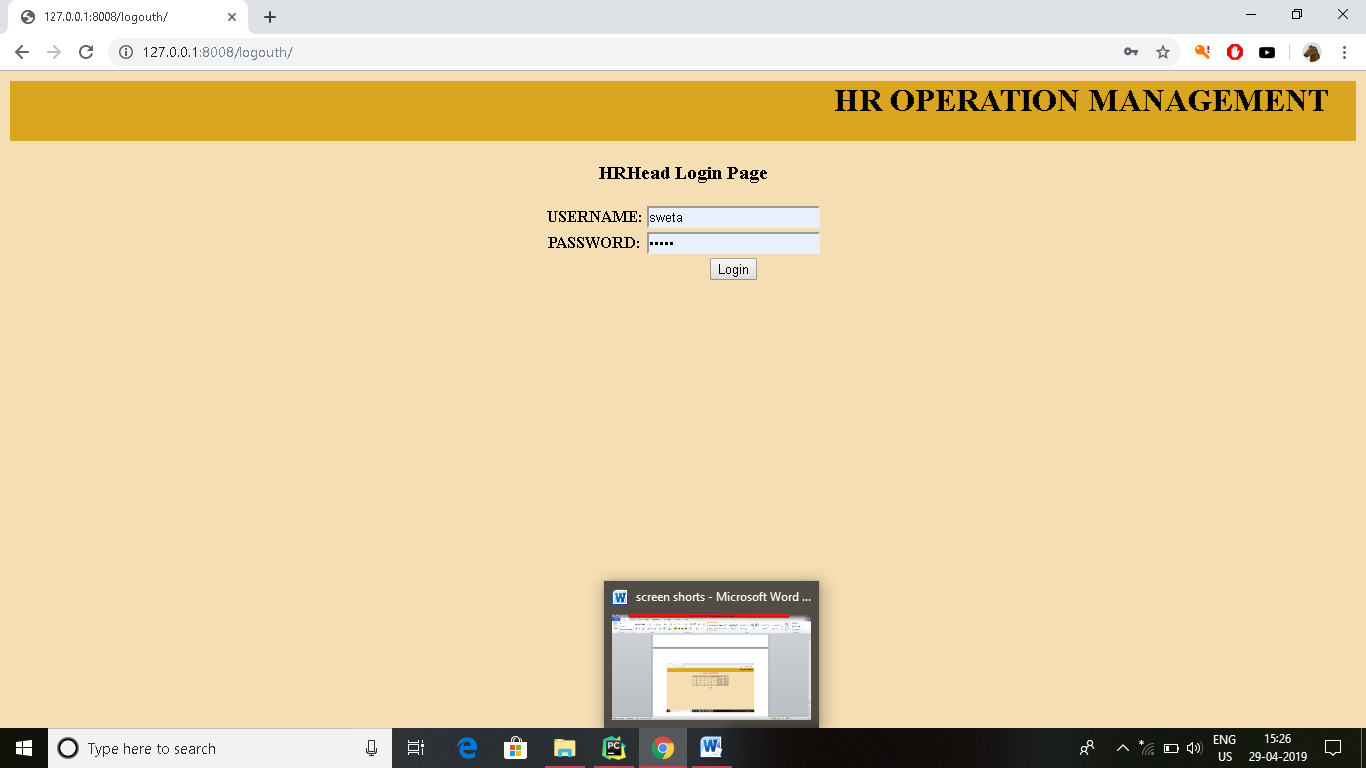 127.0.0.1:8008/logouth/
127.0.0.1:8008/logouth/
HR OPERATION MANAGEMENT
HRHead Login Page
USERNAME: sweta
PASSWORD: •••••
Login
screen shorts - Microsoft Word ...
Type here to search
ENG
US
15:26
29-04-2019